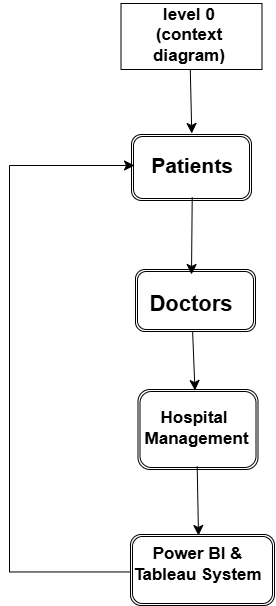 level 0
(context
diagram)
Patients
Doctors
Hospital
Management
Power BI &
Tableau System